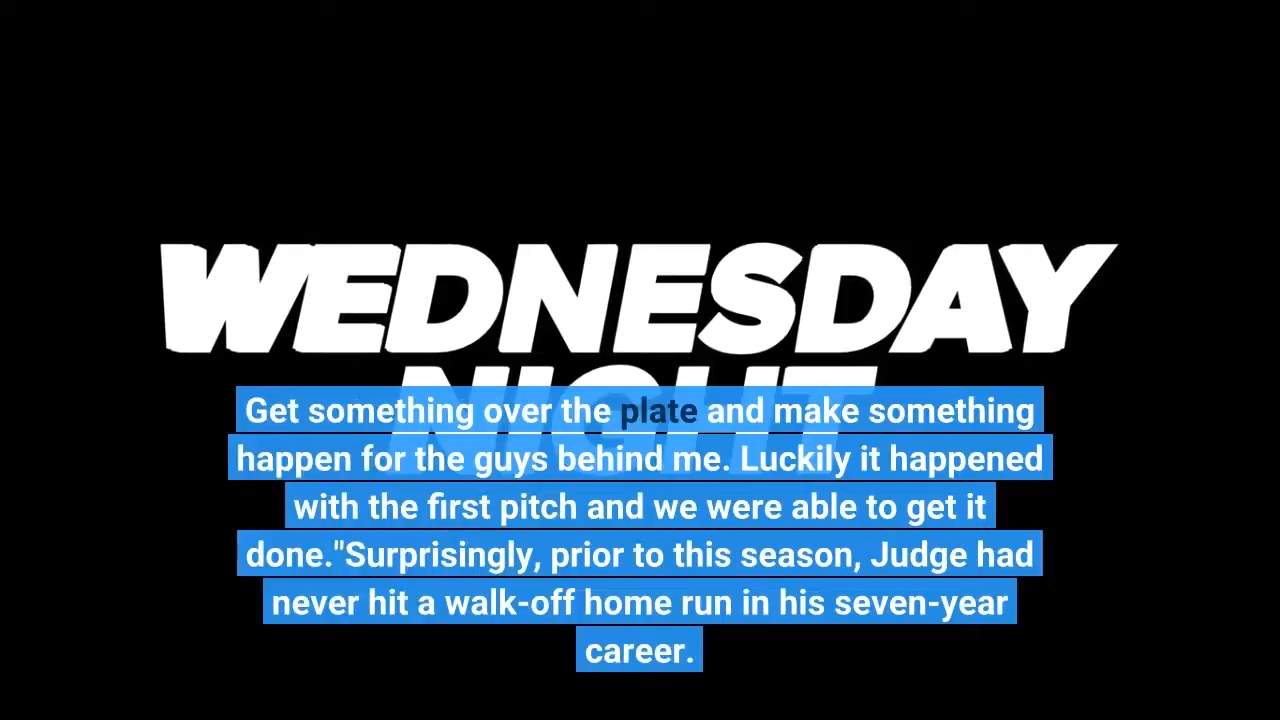 WEDNESDAY
NIGHT
Get something over the plate and make something
happen for the guys behind me. Luckily it happened
with the first pitch and we were able to get it
done."Surprisingly, prior to this season, Judge had
never hit a walk-off home run in his seven-year
career.